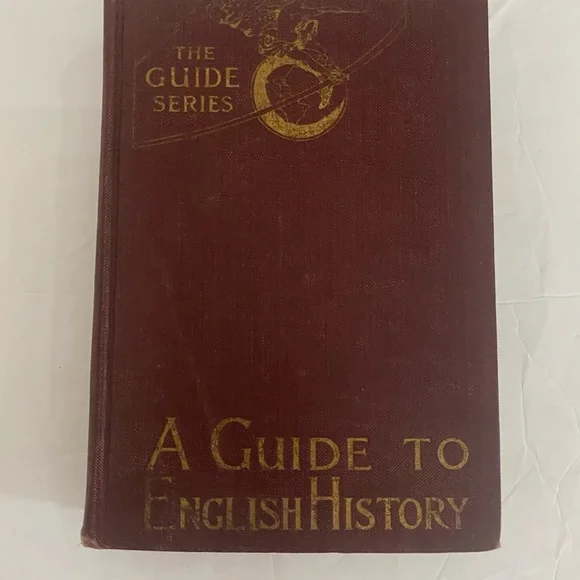 THE
GUIDE
SERIES
A GUIDE TO
ENGLISH HISTORY